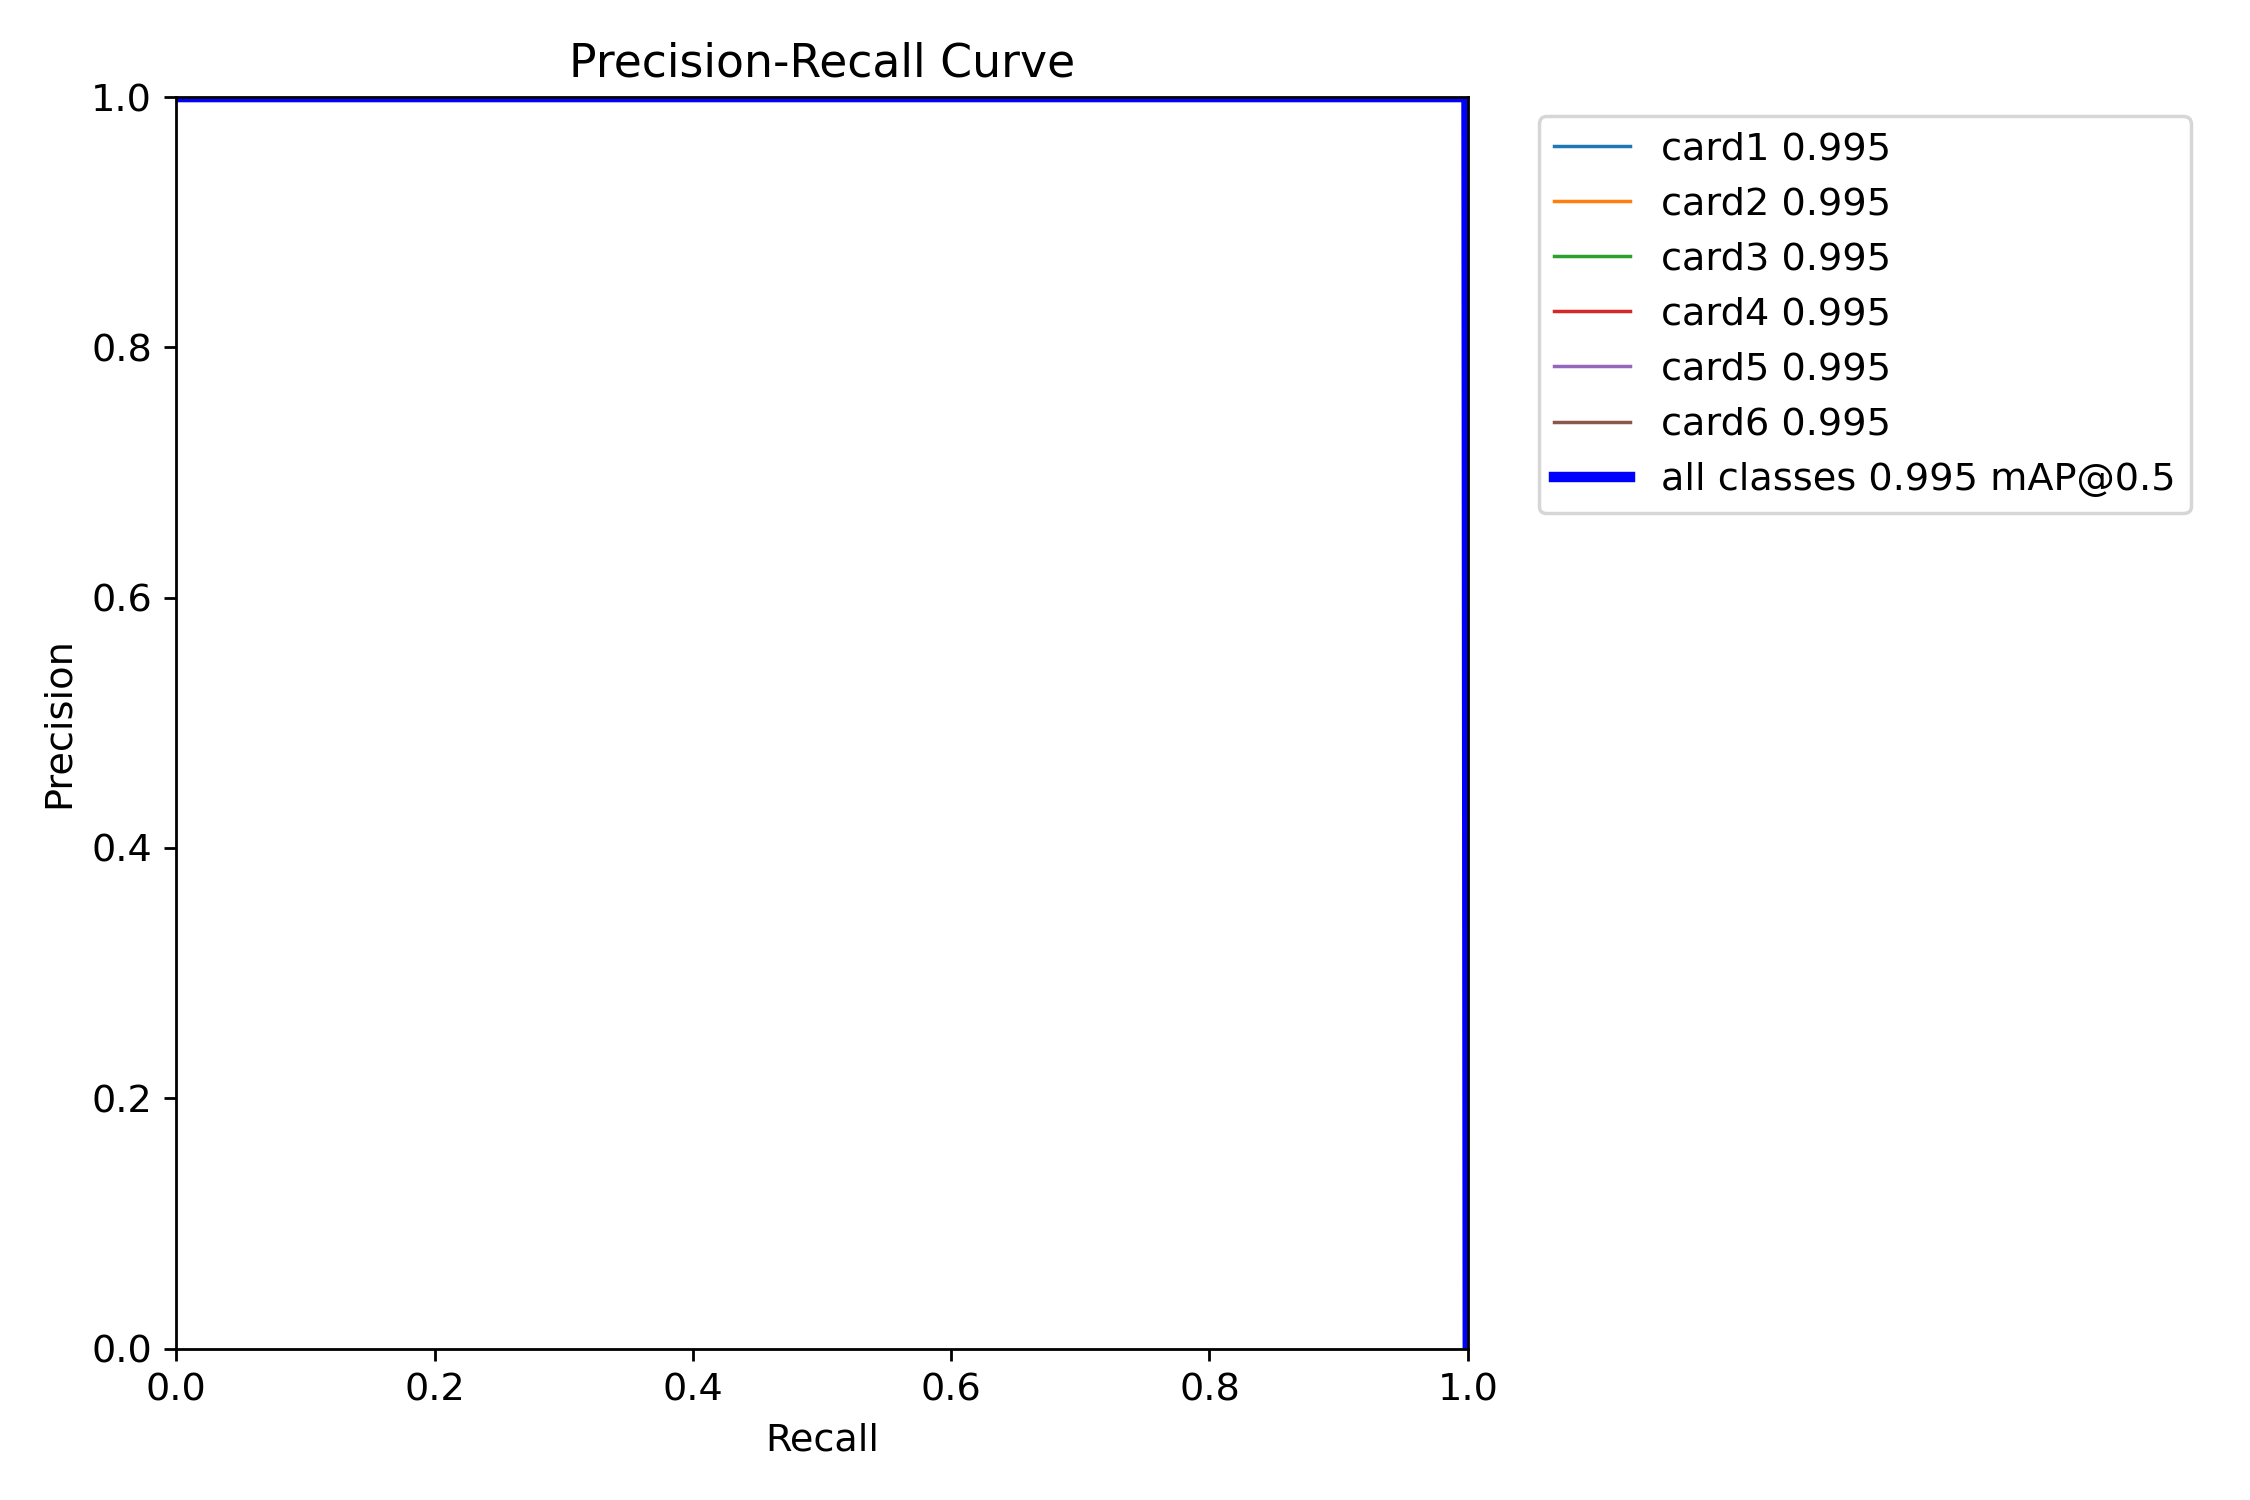 Precision-Recall Curve
1.0
0.8
0.6
0.4
0.2
0.0
Precision
0.0 0.2 0.4 0.6 0.8 1.0
Recall
card1 0.995
card2 0.995
card3 0.995
card4 0.995
card5 0.995
card6 0.995
all classes 0.995 mAP@0.5